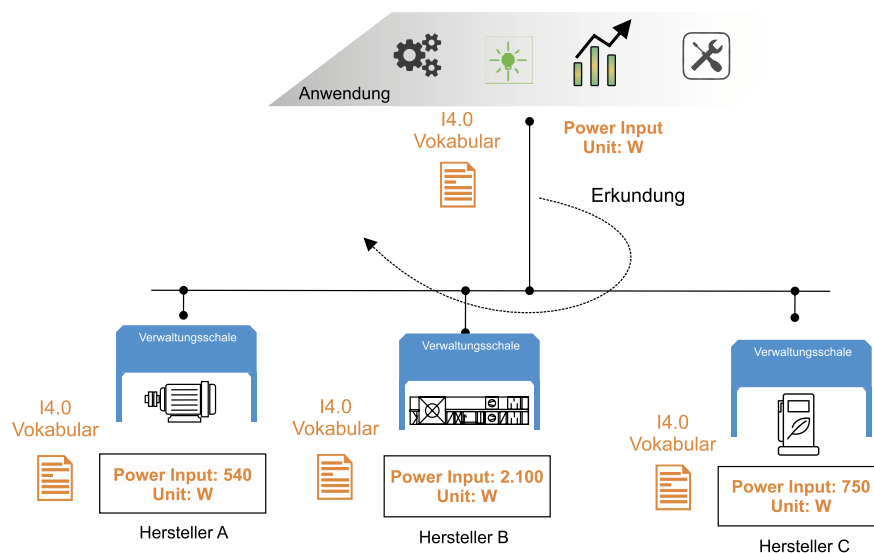 Anwendung
I4.0
Vokabular
Power Input
Unit: W
Erkundung
Verwaltungsschale
I4.0
Vokabular
Power Input: 540
Unit: W
Hersteller A
Verwaltungsschale
I4.0
Vokabular
Power Input: 2.100
Unit: W
Hersteller B
Verwaltungsschale
I4.0
Vokabular
Power Input: 750
Unit: W
Hersteller C